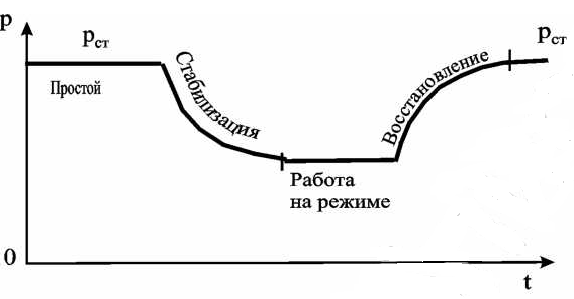 p
pст
Простой
Стабилизация
Работа
на режиме
Восстановление
pст
0
t